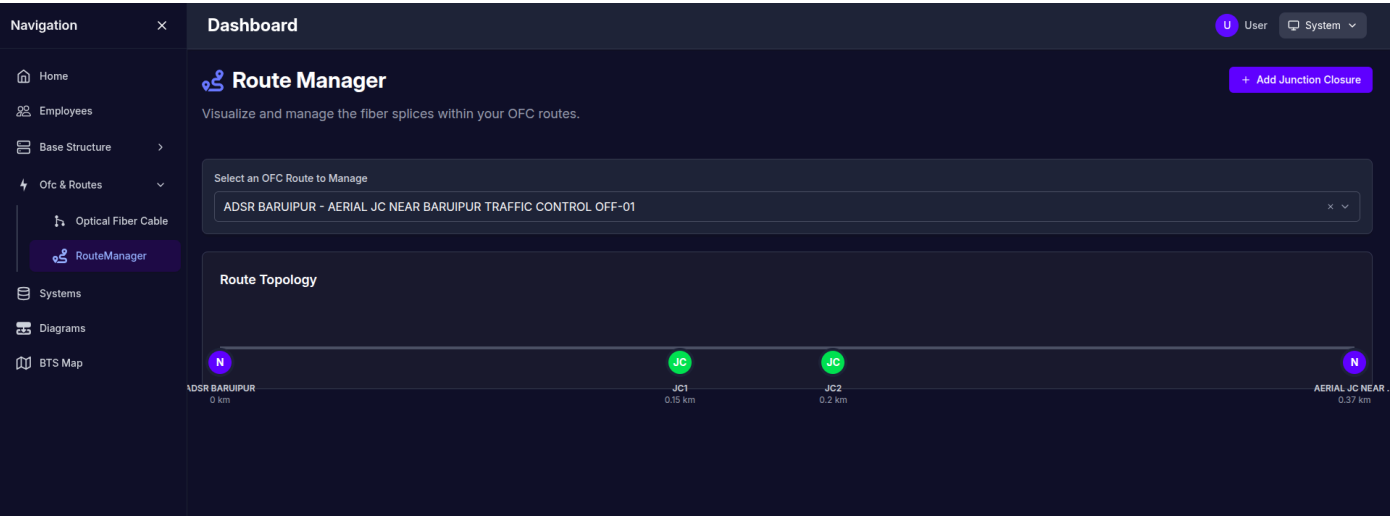 Navigation ×
Dashboard
U User System
Home
Employees
Base Structure
Ofc & Routes
Optical Fiber Cable
RouteManager
Systems
Diagrams
BTS Map
Route Manager
+ Add Junction Closure
Visualize and manage the fiber splices within your OFC routes.
Select an OFC Route to Manage
ADSR BARUIPUR - AERIAL JC NEAR BARUIPUR TRAFFIC CONTROL OFF-01 ×
Route Topology
N JC JC N
ADSR BARUIPUR JC1 JC2 AERIAL JC NEAR ...
0 km 0.15 km 0.2 km 0.37 km